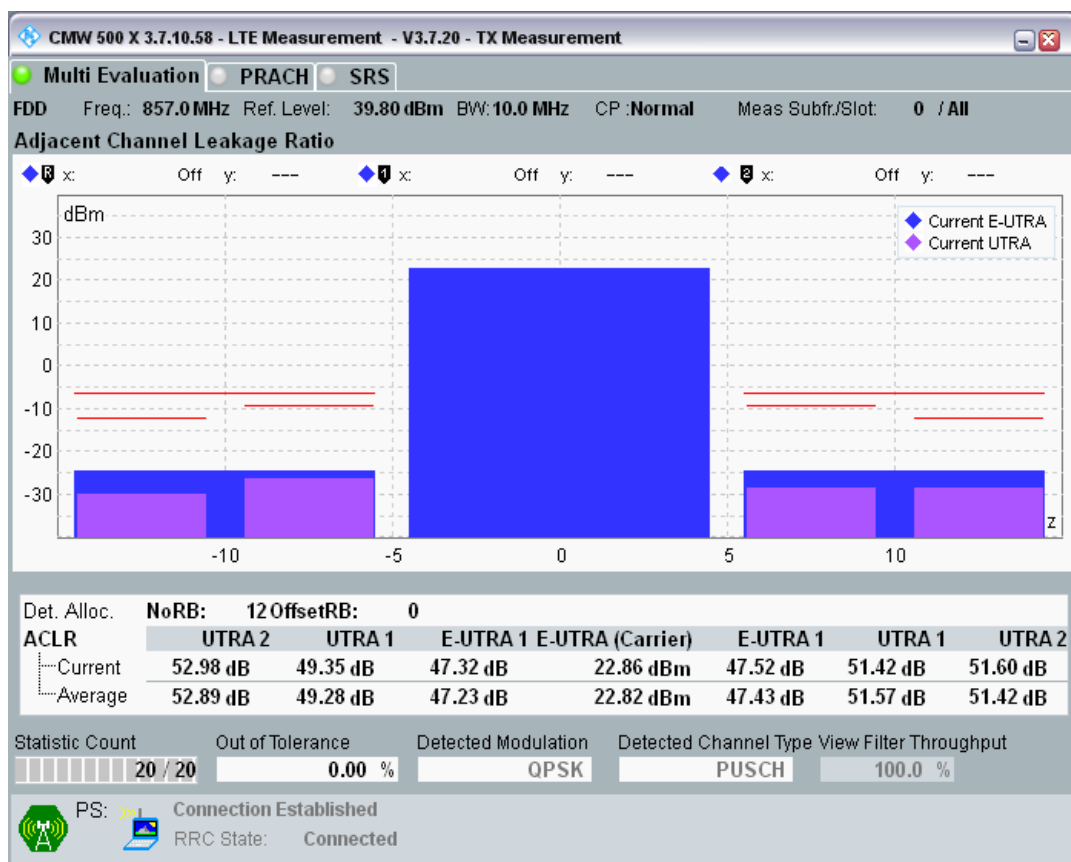 CMW 500 X 3.7.10.58 - LTE Measurement - V3.7.20 - TX Measurement
Multi Evaluation PRACH SRS
FDD Freq.: 857.0 MHz Ref. Level: 39.80 dBm BW: 10.0 MHz CP :Normal Meas Subfr./Slot: 0 / All
Adjacent Channel Leakage Ratio
R x: Off y: --- 1 x: Off y: --- 2 x: Off y: ---
dBm
Current E-UTRA
Current UTRA
30
20
10
0
-10
-20
-30
z
-10 -5 0 5 10
Det. Alloc. NoRB: 12 OffsetRB: 0
ACLR UTRA 2 UTRA 1 E-UTRA 1 E-UTRA (Carrier) E-UTRA 1 UTRA 1 UTRA 2
Current 52.98 dB 49.35 dB 47.32 dB 22.86 dBm 47.52 dB 51.42 dB 51.60 dB
Average 52.89 dB 49.28 dB 47.23 dB 22.82 dBm 47.43 dB 51.57 dB 51.42 dB
Statistic Count Out of Tolerance Detected Modulation Detected Channel Type View Filter Throughput
20 / 20 0.00 % QPSK PUSCH 100.0 %
PS: Connection Established
RRC State: Connected